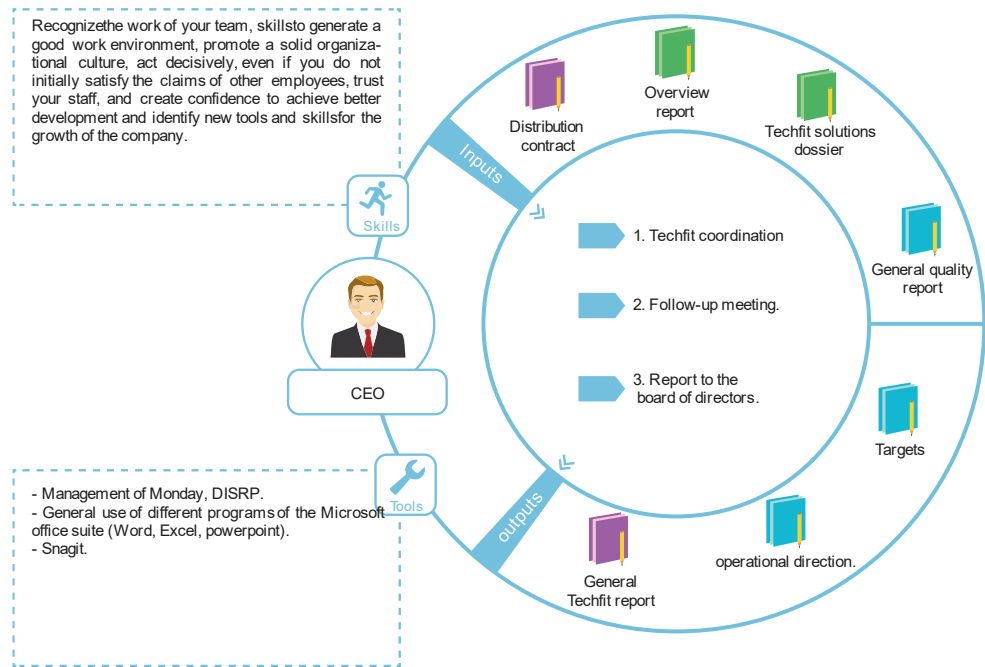 Recognizethe work of your team, skillsto generate a
good work environment, promote a solid organiza-
tional culture, act decisively, even if you do not
initially satisfy the claims of other employees, trust
your staff, and create confidence to achieve better
development and identify new tools and skillsfor the
growth of the company.
Skills
CEO
Tools
- Management of Monday, DISRP.
- General use of different programs of the Microsoft
office suite (Word, Excel, powerpoint).
- Snagit.
Inputs
Distribution
contract
Overview
report
Techfit solutions
dossier
General quality
report
1. Techfit coordination
2. Follow-up meeting.
3. Report to the
board of directors.
Targets
operational direction.
General
Techfit report
outputs